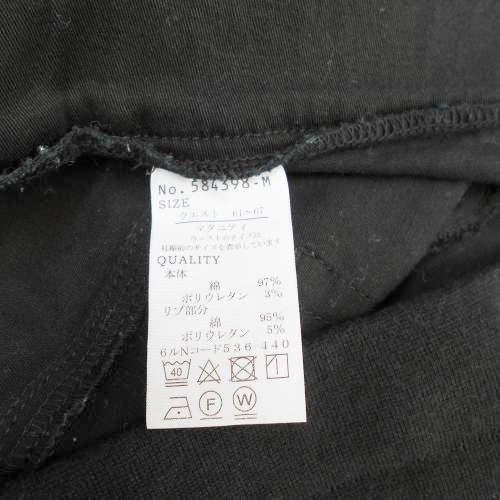 No. 584398-M
SIZE
ウエスト 61〜67
マタニティ
ウエストのサイズは
妊娠前のサイズを表示しています
QUALITY
本体
綿 97%
ポリウレタン 3%
リブ部分
綿 95%
ポリウレタン 5%
6ルNコード536-440
40
F W